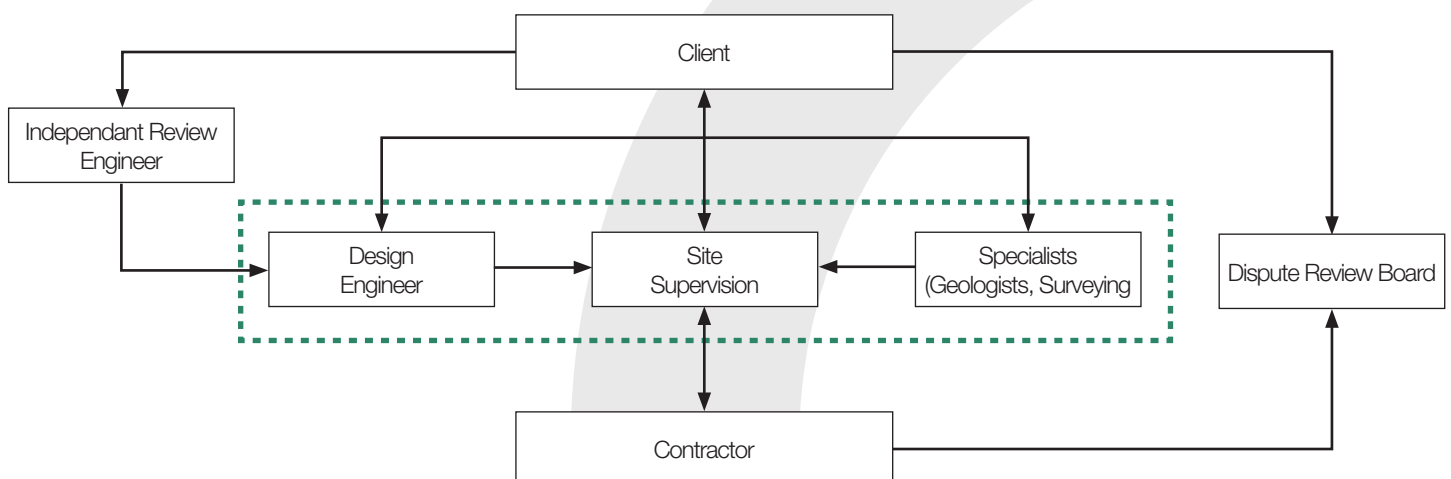 Client
Independant Review
Engineer
Design
Engineer
Site
Supervision
Specialists
(Geologists, Surveying
Dispute Review Board
Contractor